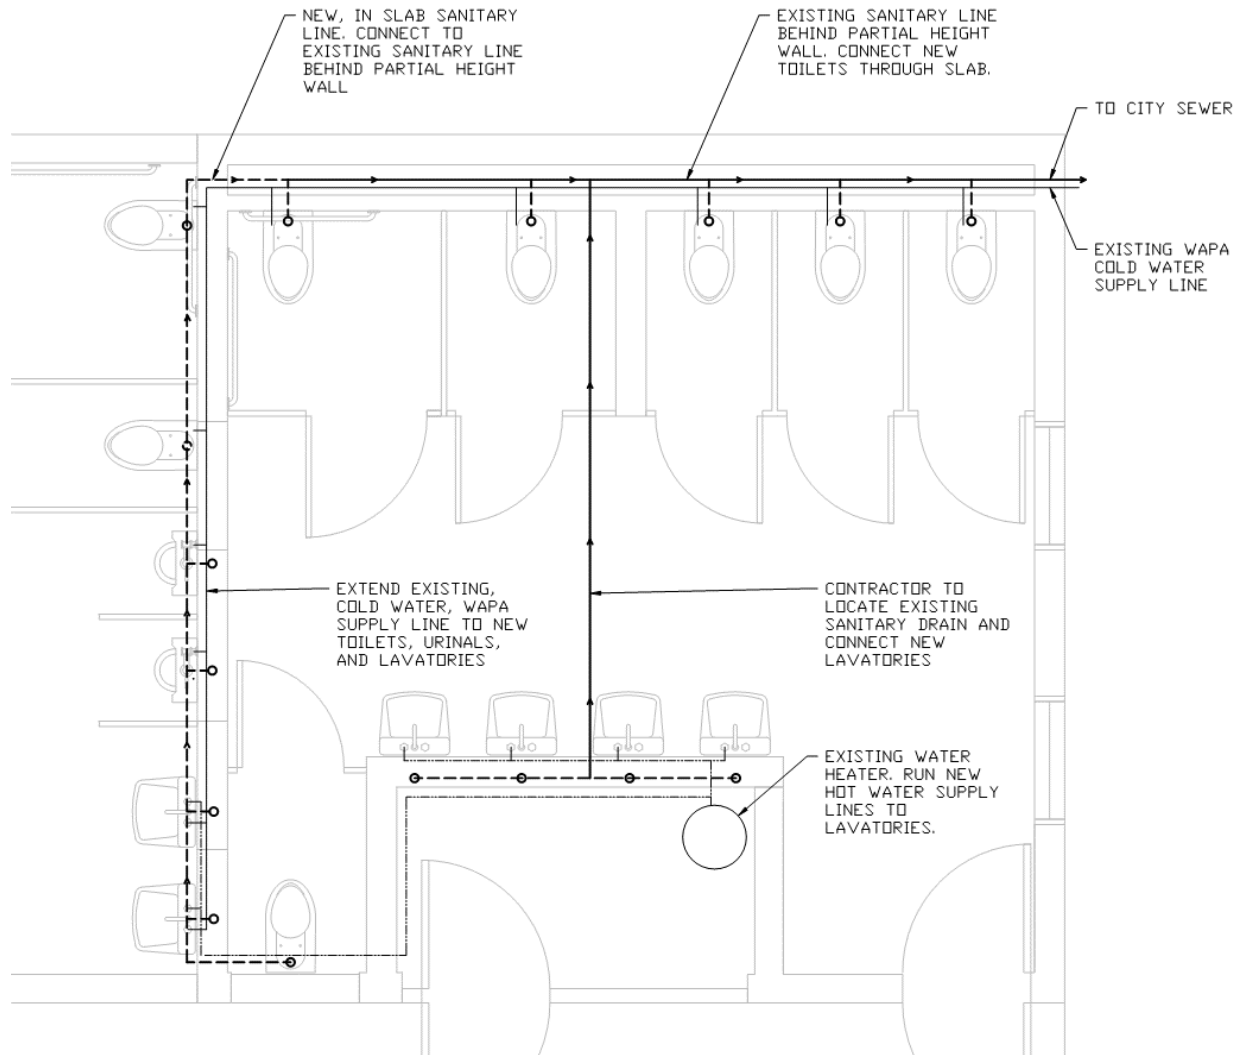 NEW, IN SLAB SANITARY
LINE. CONNECT TO
EXISTING SANITARY LINE
BEHIND PARTIAL HEIGHT
WALL
EXISTING SANITARY LINE
BEHIND PARTIAL HEIGHT
WALL. CONNECT NEW
TOILETS THROUGH SLAB.
TO CITY SEWER
EXISTING WAPA
COLD WATER
SUPPLY LINE
EXTEND EXISTING,
COLD WATER, WAPA
SUPPLY LINE TO NEW
TOILETS, URINALS,
AND LAVATORIES
CONTRACTOR TO
LOCATE EXISTING
SANITARY DRAIN AND
CONNECT NEW
LAVATORIES
EXISTING WATER
HEATER. RUN NEW
HOT WATER SUPPLY
LINES TO
LAVATORIES.